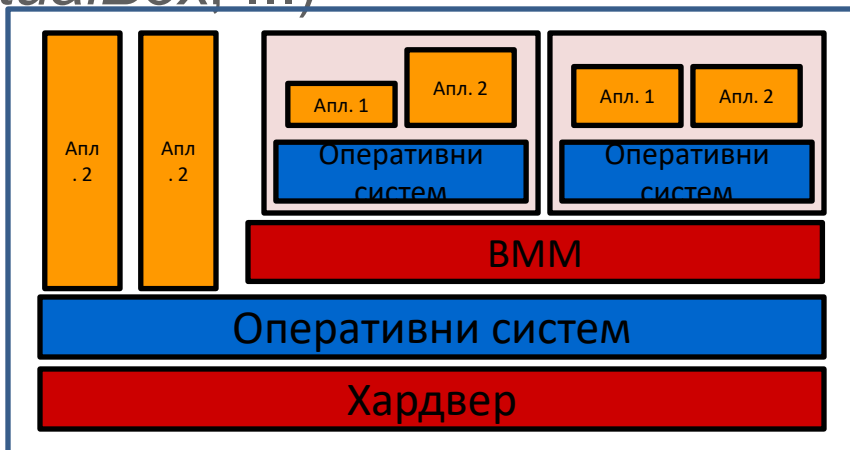 Апл
. 2
Апл
. 2
Апл. 1
Апл. 2
Оперативни
систем
Апл. 1
Апл. 2
Оперативни
систем
ВММ
Оперативни систем
Хардвер